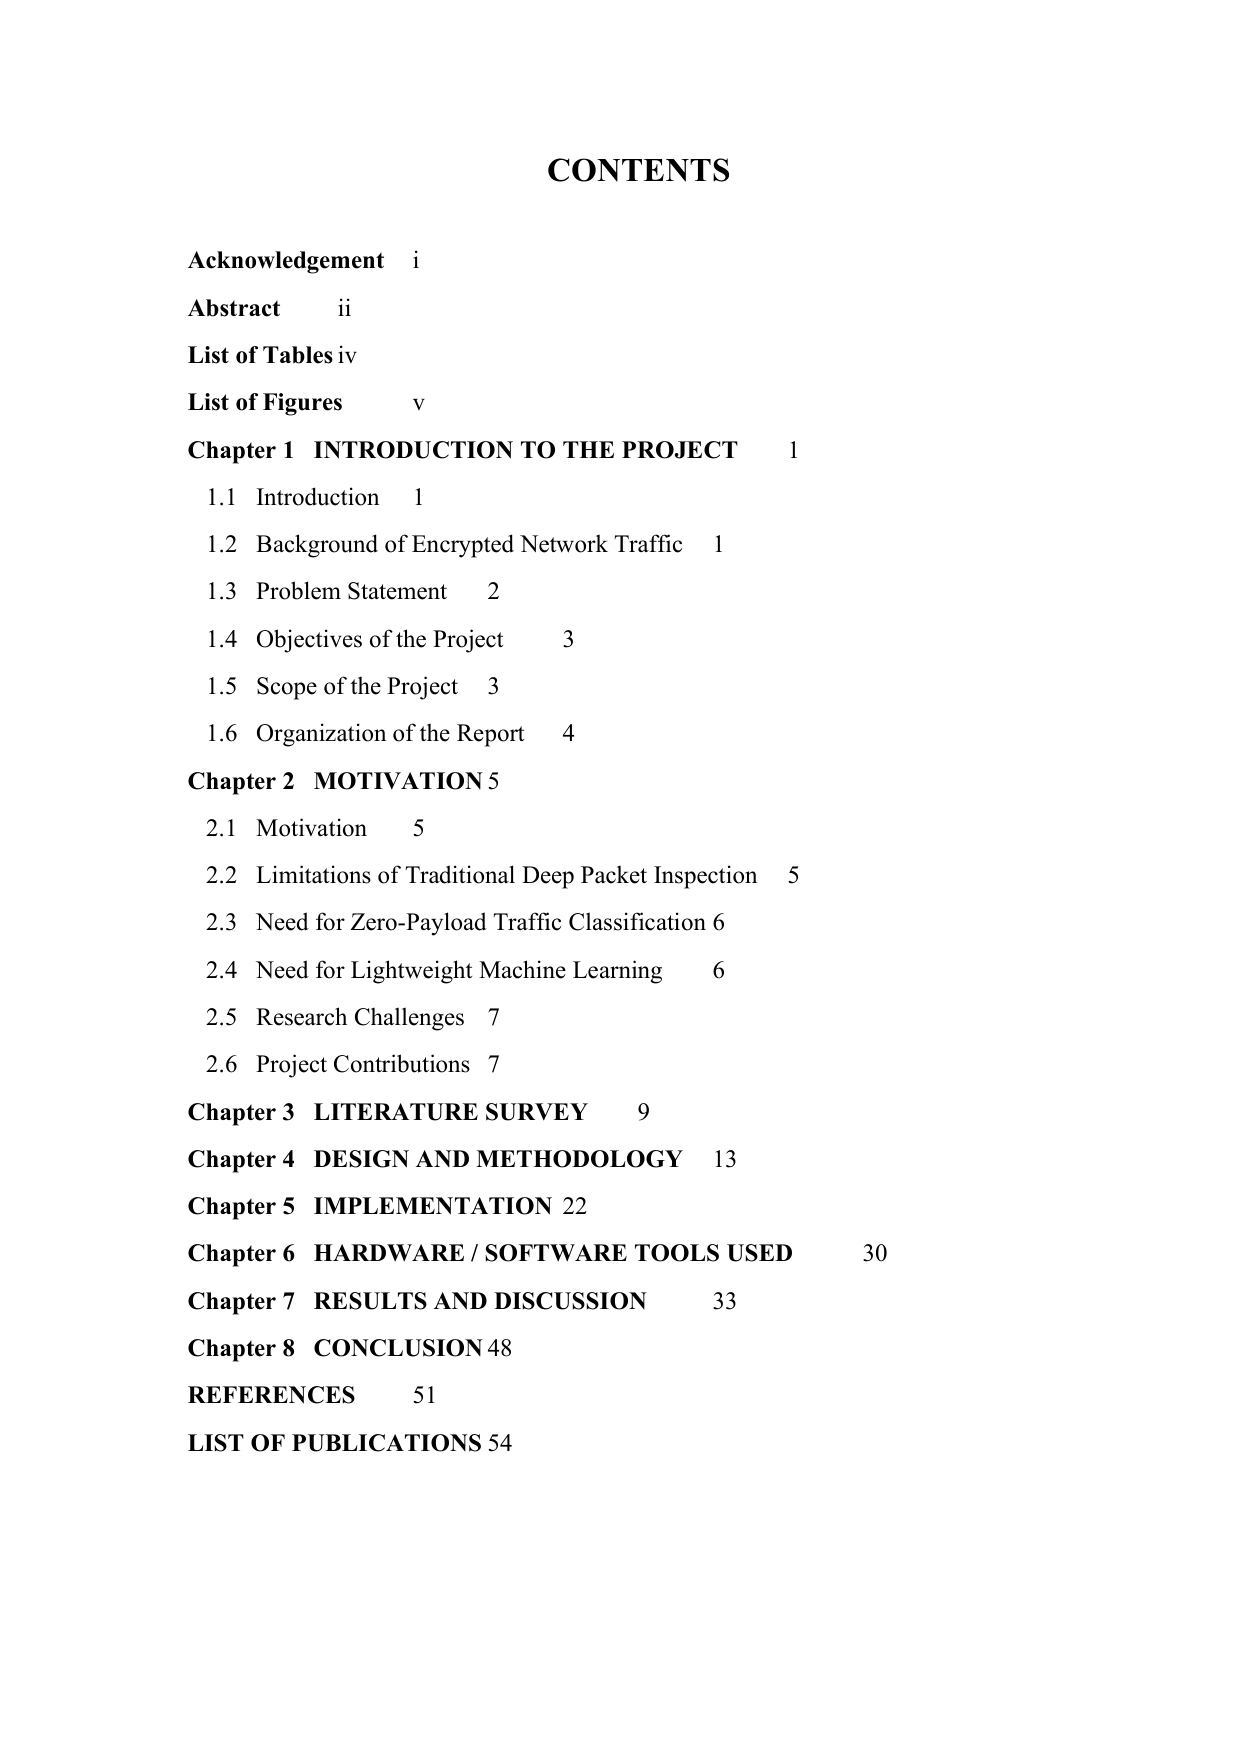 CONTENTS
Acknowledgement i
Abstract ii
List of Tables iv
List of Figures v
Chapter 1 INTRODUCTION TO THE PROJECT 1
1.1 Introduction 1
1.2 Background of Encrypted Network Traffic 1
1.3 Problem Statement 2
1.4 Objectives of the Project 3
1.5 Scope of the Project 3
1.6 Organization of the Report 4
Chapter 2 MOTIVATION 5
2.1 Motivation 5
2.2 Limitations of Traditional Deep Packet Inspection 5
2.3 Need for Zero-Payload Traffic Classification 6
2.4 Need for Lightweight Machine Learning 6
2.5 Research Challenges 7
2.6 Project Contributions 7
Chapter 3 LITERATURE SURVEY 9
Chapter 4 DESIGN AND METHODOLOGY 13
Chapter 5 IMPLEMENTATION 22
Chapter 6 HARDWARE / SOFTWARE TOOLS USED 30
Chapter 7 RESULTS AND DISCUSSION 33
Chapter 8 CONCLUSION 48
REFERENCES 51
LIST OF PUBLICATIONS 54